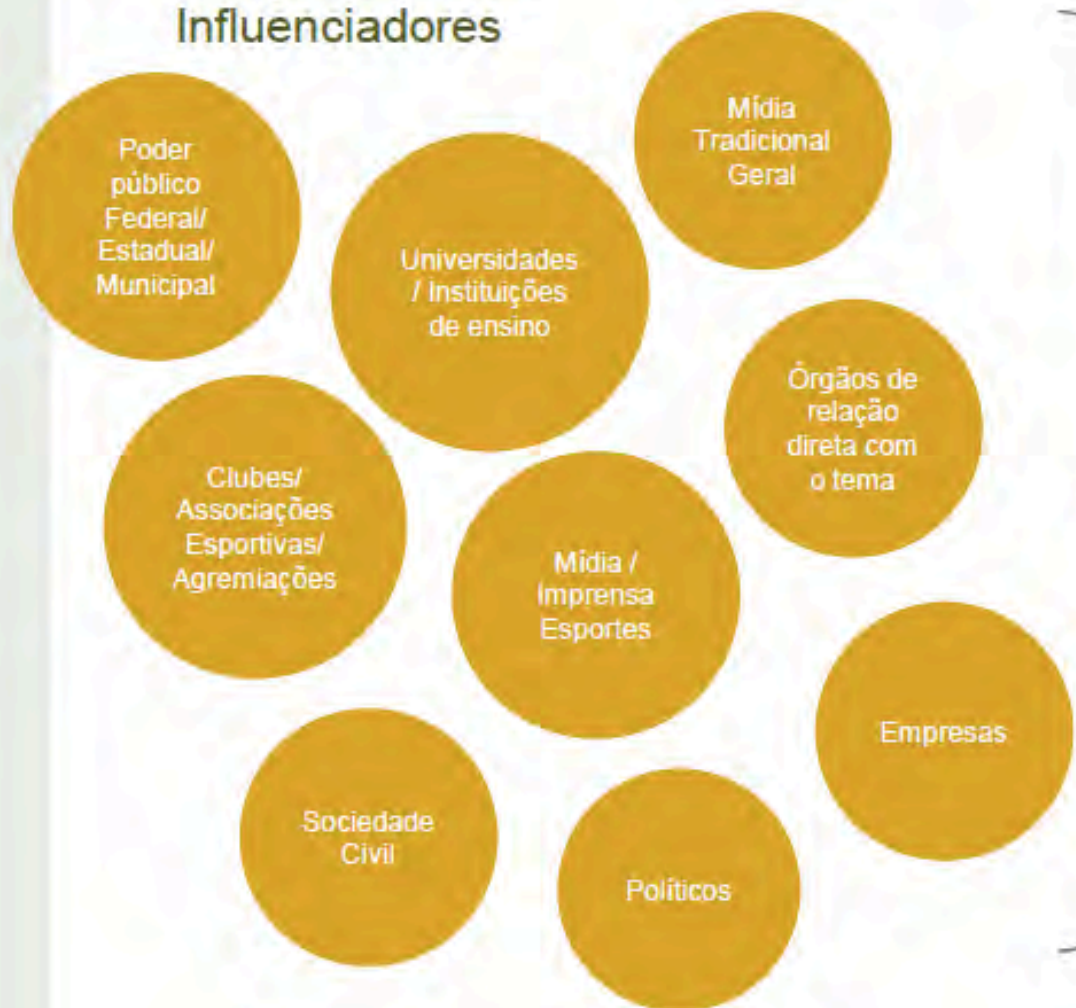 Influenciadores
Mídia
Tradicional
Geral
Poder
público
Federal/
Estadual/
Municipal
Universidades
/ Instituições
de ensino
Órgãos de
relação
direta com
o tema
Clubes/
Associações
Esportivas/
Agremiações
Mídia /
Imprensa
Esportes
Empresas
Sociedade
Civil
Políticos